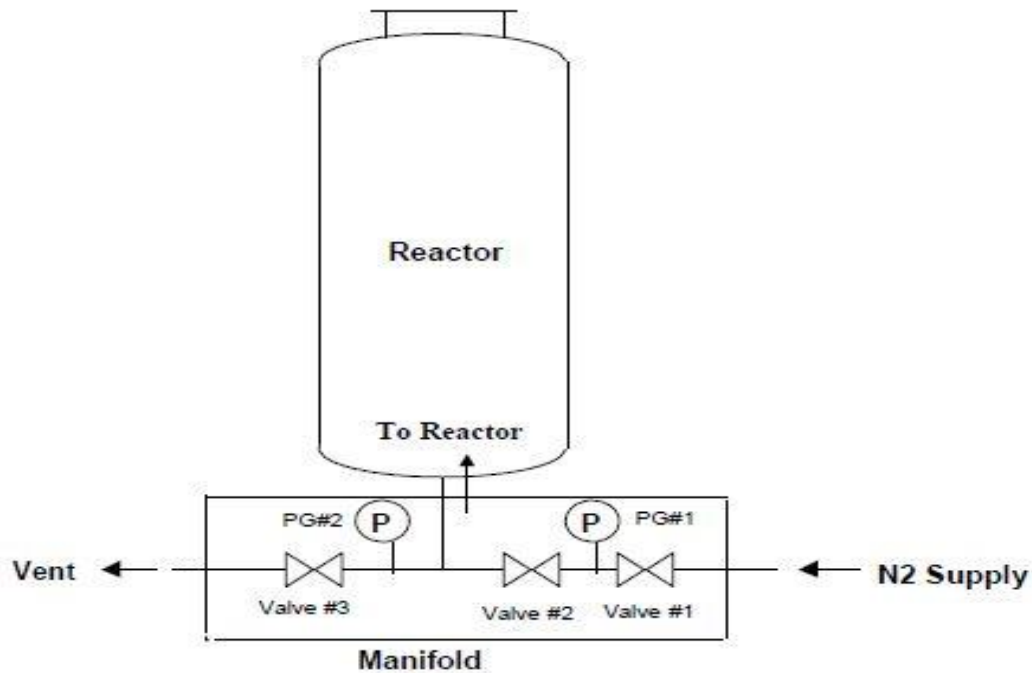 Reactor
To Reactor
PG#2 P P PG#1
Vent N2 Supply
Valve #3 Valve #2 Valve #1
Manifold